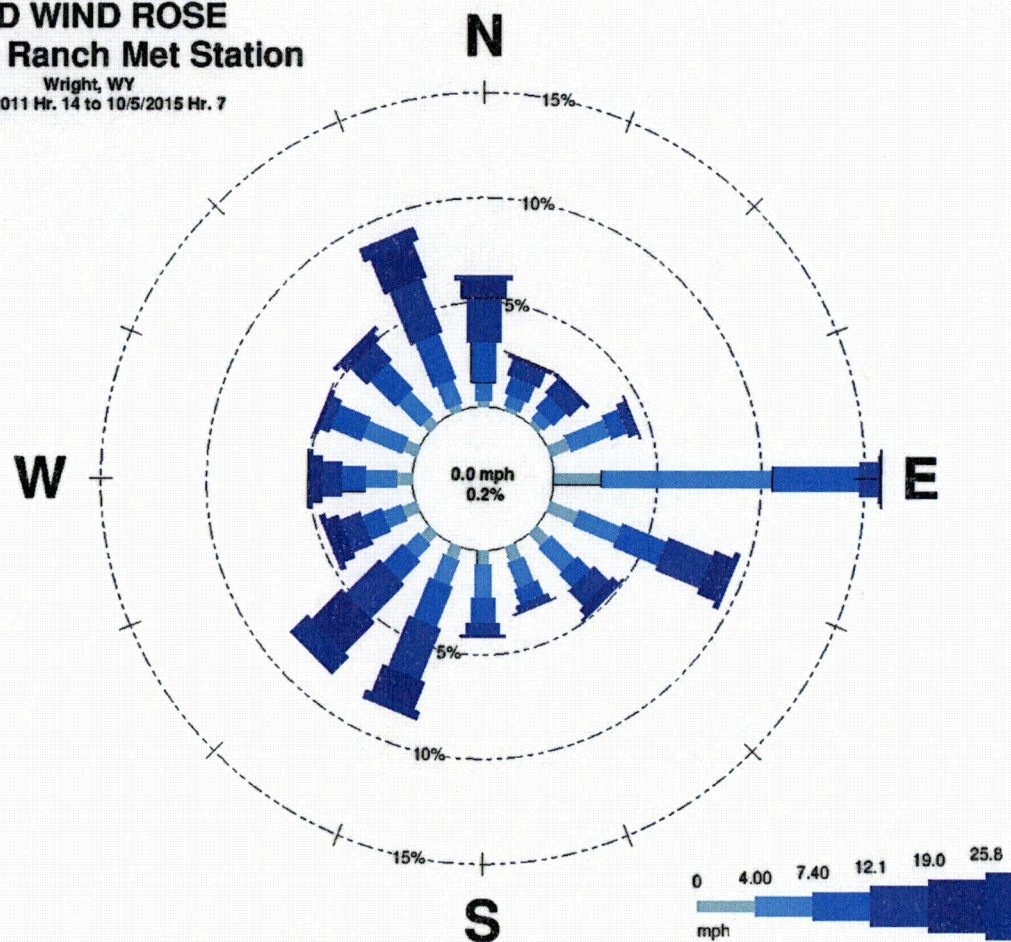 D WIND ROSE
Ranch Met Station
Wright, WY
011 Hr. 14 to 10/5/2015 Hr. 7
N
15%
10%
5%
W
0.0 mph
0.2%
E
5%
10%
15%
S
0 4.00 7.40 12.1 19.0 25.8
mph